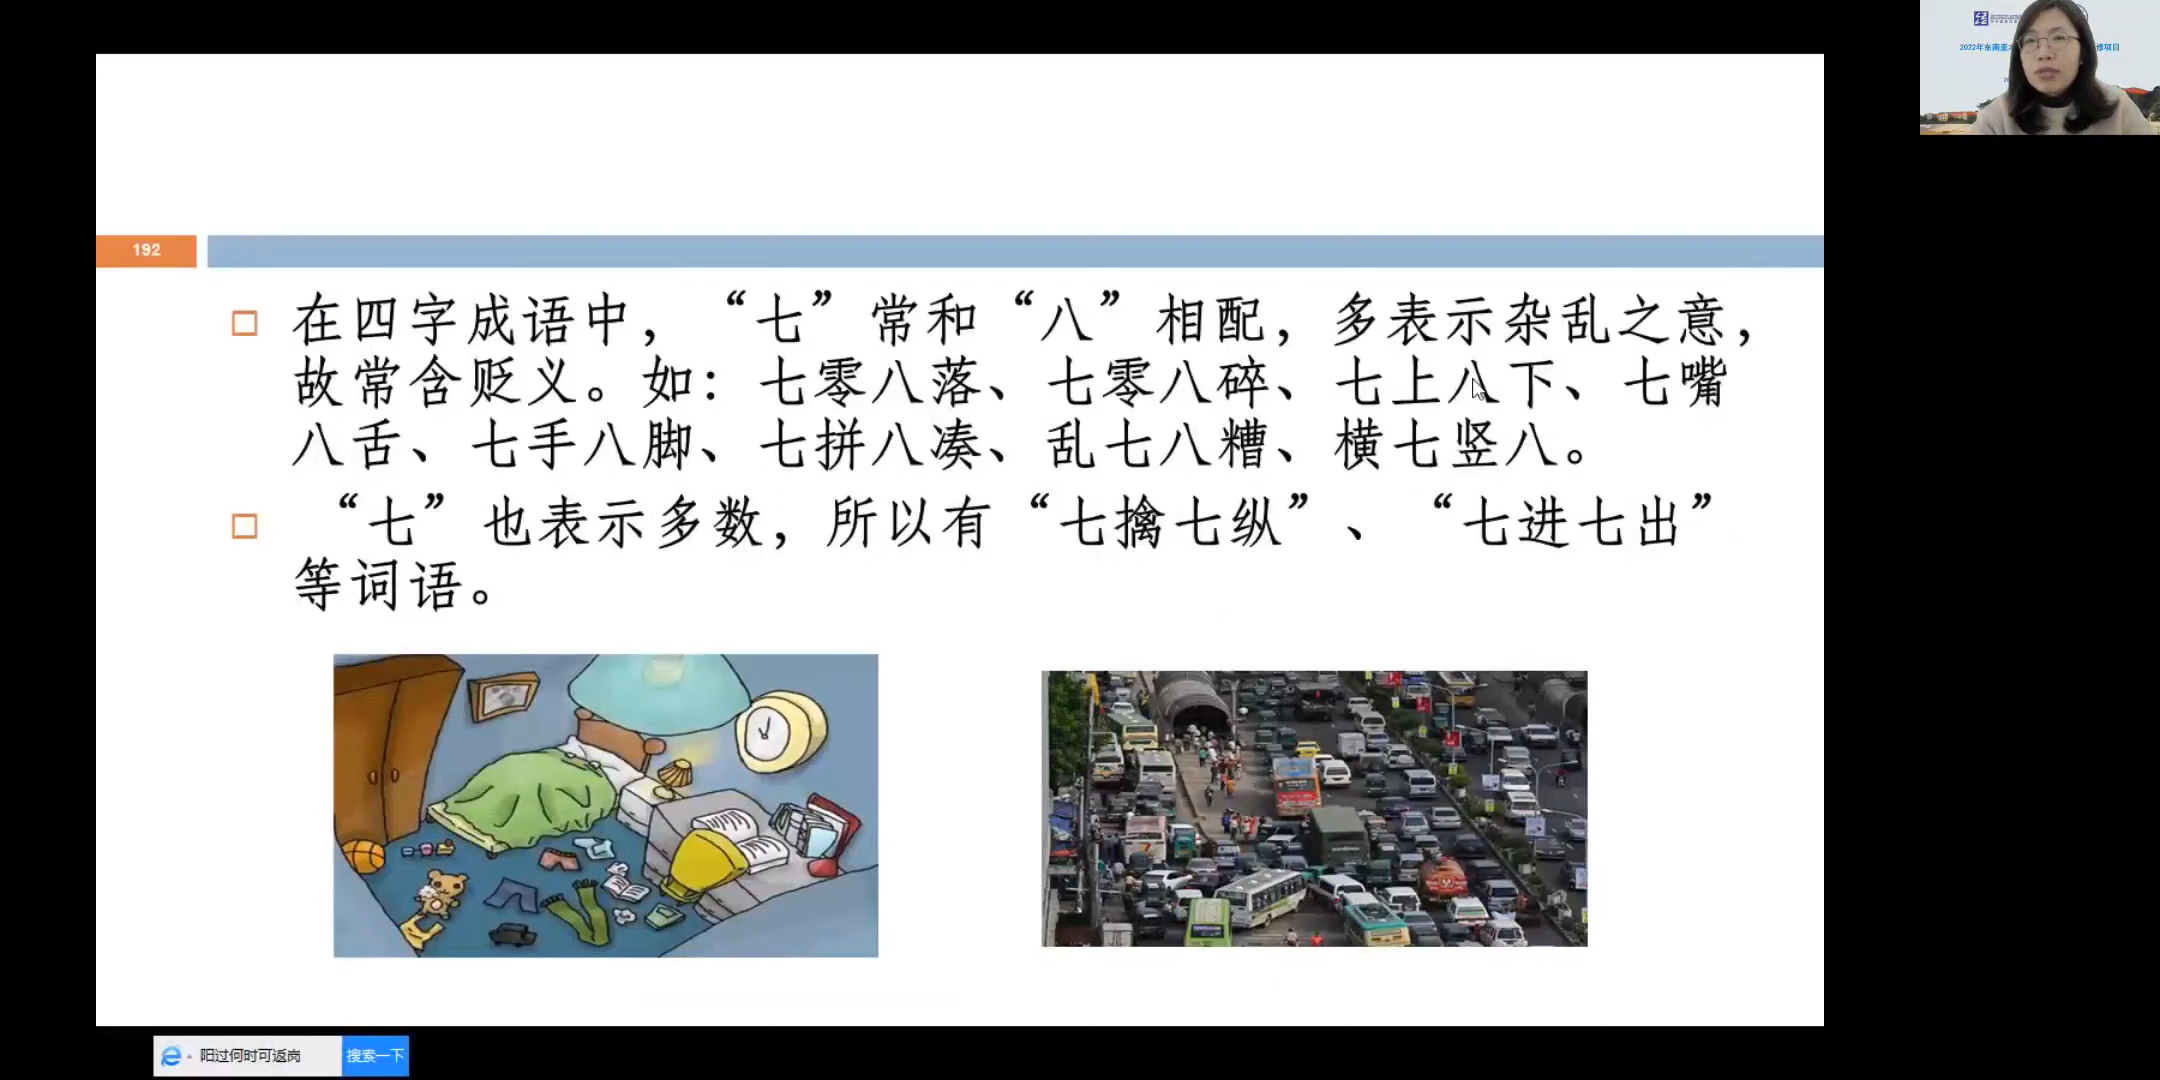 2022年东南亚
修项目
192
在四字成语中，“七”常和“八”相配，多表示杂乱之意，
故常含贬义。如：七零八落、七零八碎、七上八下、七嘴
八舌、七手八脚、七拼八凑、乱七八糟、横七竖八。
“七”也表示多数，所以有“七擒七纵”、“七进七出”
等词语。
阳过何时可返岗 搜索一下